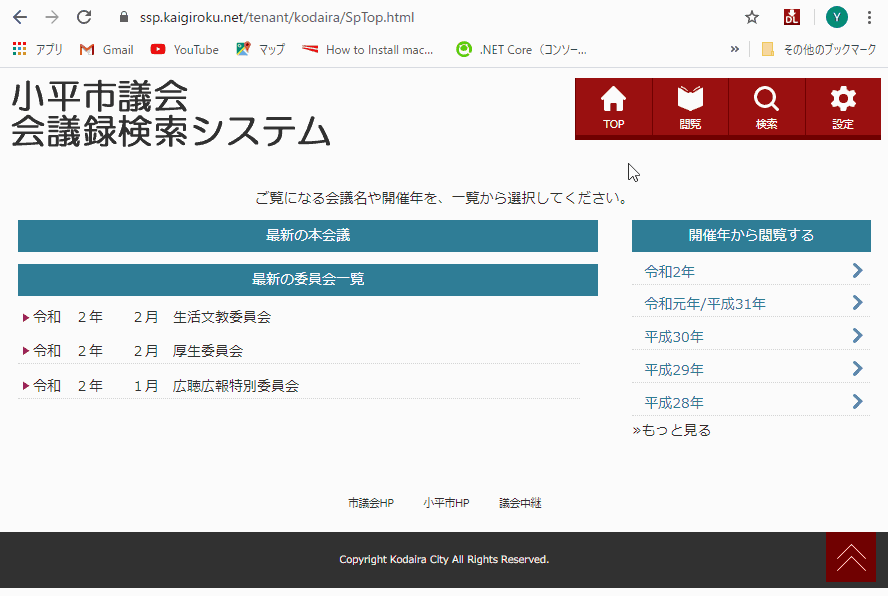 ssp.kaigiroku.net/tenant/kodaira/SpTop.html
DL
Y
アプリ Gmail YouTube マップ How to Install mac... .NET Core（コンソー... » その他のブックマーク
小平市議会
会議録検索システム
TOP 閲覧 検索 設定
ご覧になる会議名や開催年を、一覧から選択してください。
最新の本会議
最新の委員会一覧
令和　２年　　２月　生活文教委員会
令和　２年　　２月　厚生委員会
令和　２年　　１月　広聴広報特別委員会
開催年から閲覧する
令和2年
令和元年/平成31年
平成30年
平成29年
平成28年
»もっと見る
市議会HP 小平市HP 議会中継
Copyright Kodaira City All Rights Reserved.